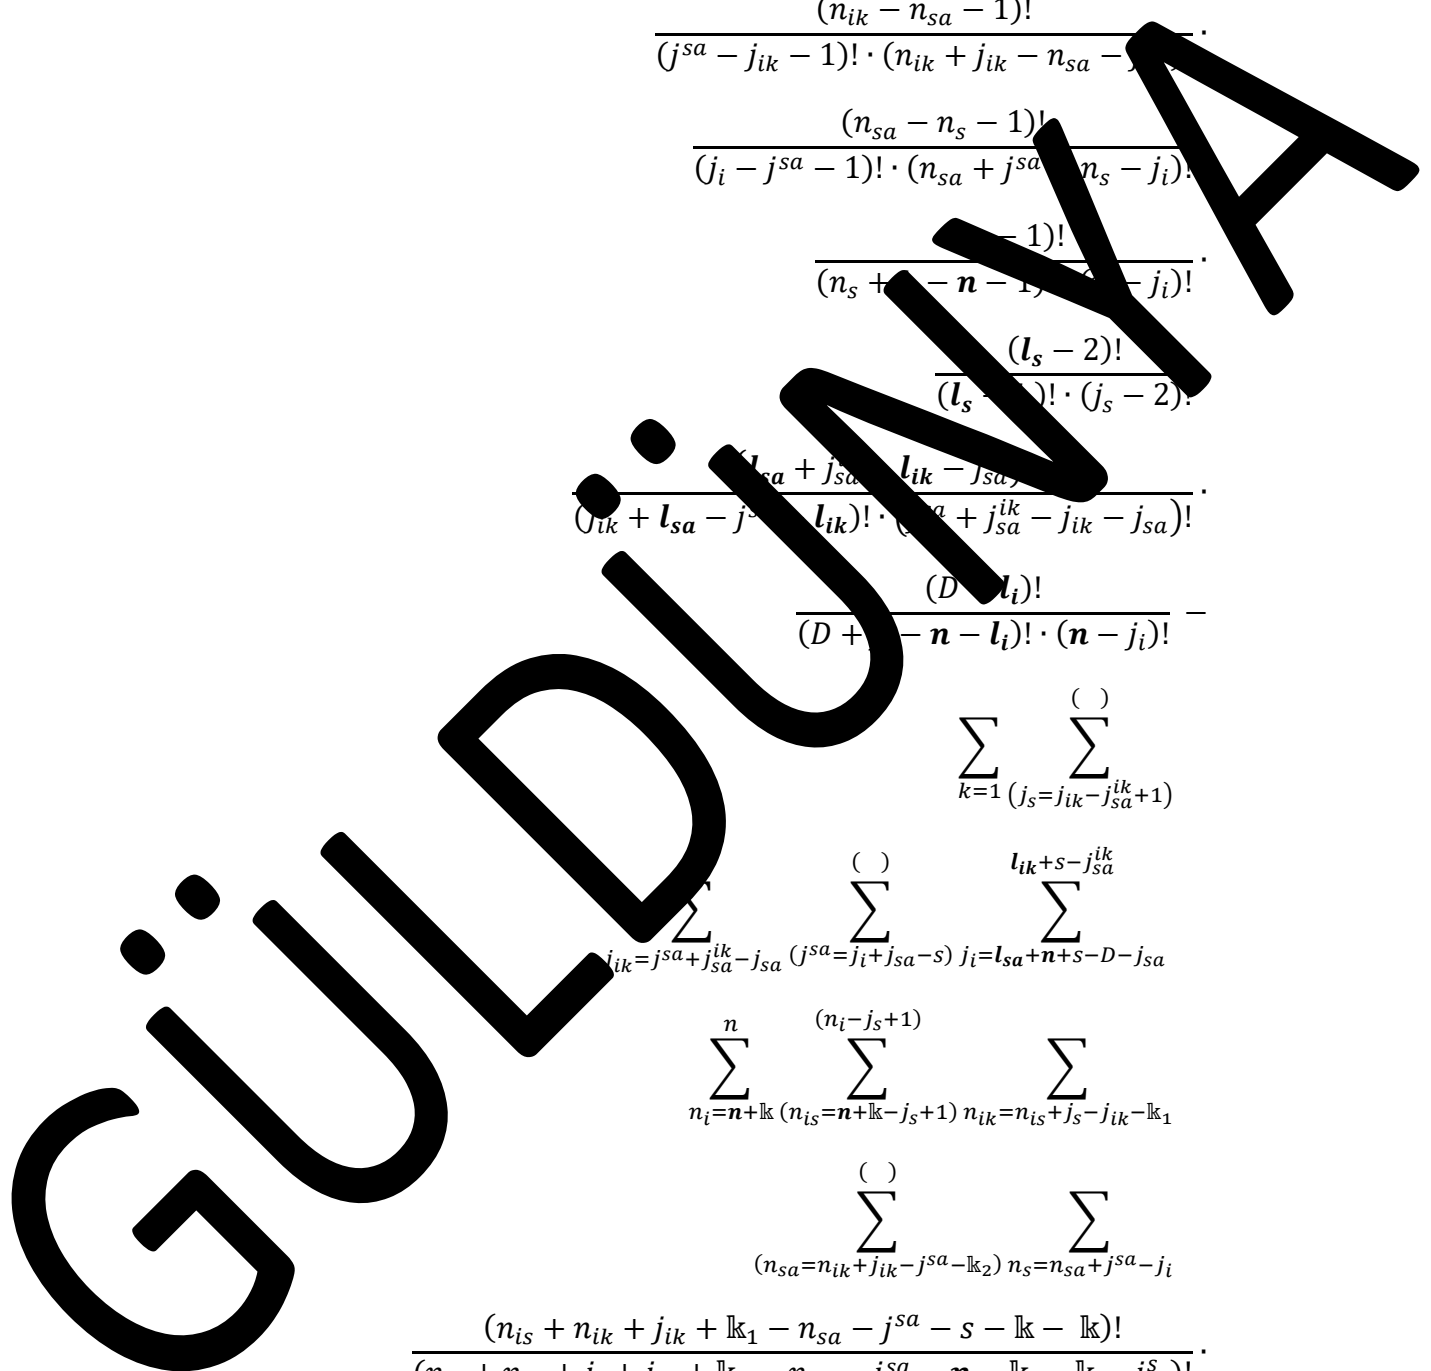 (n_{ik} − n_{sa} − 1)!
(j^{sa} − j_{ik} − 1)! · (n_{ik} + j_{ik} − n_{sa} − ·
(n_{sa} − n_s − 1)!
(j_i − j^{sa} − 1)! · (n_{sa} + j^{sa} n_s − j_i)!
− 1)!
(n_s + − n − 1) − j_i)! ·
(l_s − 2)!
(l_s )! · (j_s − 2)!
(l_{sa} + j_{sa} l_{ik} − j_{sa})
(j_{ik} + l_{sa} − j l_{ik})! · ( + j_{sa}^{ik} − j_{ik} − j_{sa})! ·
(D l_i)!
(D + − n − l_i)! · (n − j_i)! −
( )
∑ ∑
k=1 (j_s=j_{ik}−j_{sa}^{ik}+1)
( ) l_{ik}+s−j_{sa}^{ik}
∑ ∑ ∑
j_{ik}=j^{sa}+j_{sa}^{ik}−j_{sa} (j^{sa}=j_i+j_{sa}−s) j_i=l_{sa}+n+s−D−j_{sa}
n (n_i−j_s+1)
∑ ∑ ∑
n_i=n+𝕜 (n_{is}=n+𝕜−j_s+1) n_{ik}=n_{is}+j_s−j_{ik}−𝕜_1
( )
∑ ∑
(n_{sa}=n_{ik}+j_{ik}−j^{sa}−𝕜_2) n_s=n_{sa}+j^{sa}−j_i
(n_{is} + n_{ik} + j_{ik} + 𝕜_1 − n_{sa} − j^{sa} − s − 𝕜 − 𝕜)! ·
GÜLDÜNYA